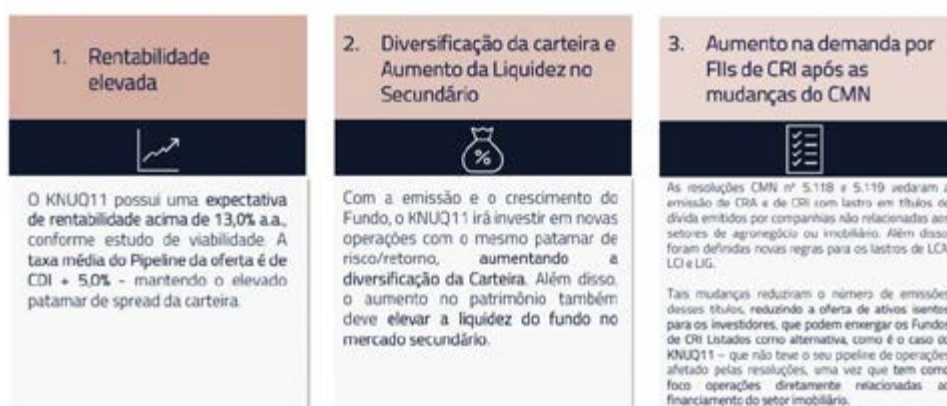 1. Rentabilidade
elevada
O KNUQ11 possui uma expectativa
de rentabilidade acima de 13,0% a.a.,
conforme estudo de viabilidade. A
taxa média do Pipeline da oferta é de
CDI + 5,0% - mantendo o elevado
patamar de spread da carteira.
2. Diversificação da carteira e
Aumento da Liquidez no
Secundário
%
Com a emissão e o crescimento do
Fundo, o KNUQ11 irá investir em novas
operações com o mesmo patamar de
risco/retorno, aumentando a
diversificação da Carteira. Além disso,
o aumento no patrimônio também
deve elevar a liquidez do fundo no
mercado secundário.
3. Aumento na demanda por
FIIs de CRI após as
mudanças do CMN
As resoluções CMN nº 5.118 e 5.119 vedaram a
emissão de CRA e de CRI com lastro em títulos de
dívida emitidos por companhias não relacionadas aos
setores de agronegócio ou imobiliário. Além disso,
foram definidas novas regras para os lastros de LCA,
LCI e LIG.
Tais mudanças reduziram o número de emissões
desses títulos, reduzindo a oferta de ativos isentos
para os investidores, que podem enxergar os Fundos
de CRI Listados como alternativa, como é o caso do
KNUQ11 – que não teve o seu pipeline de operações
afetado pelas resoluções, uma vez que tem como
foco operações diretamente relacionadas ao
financiamento do setor imobiliário.